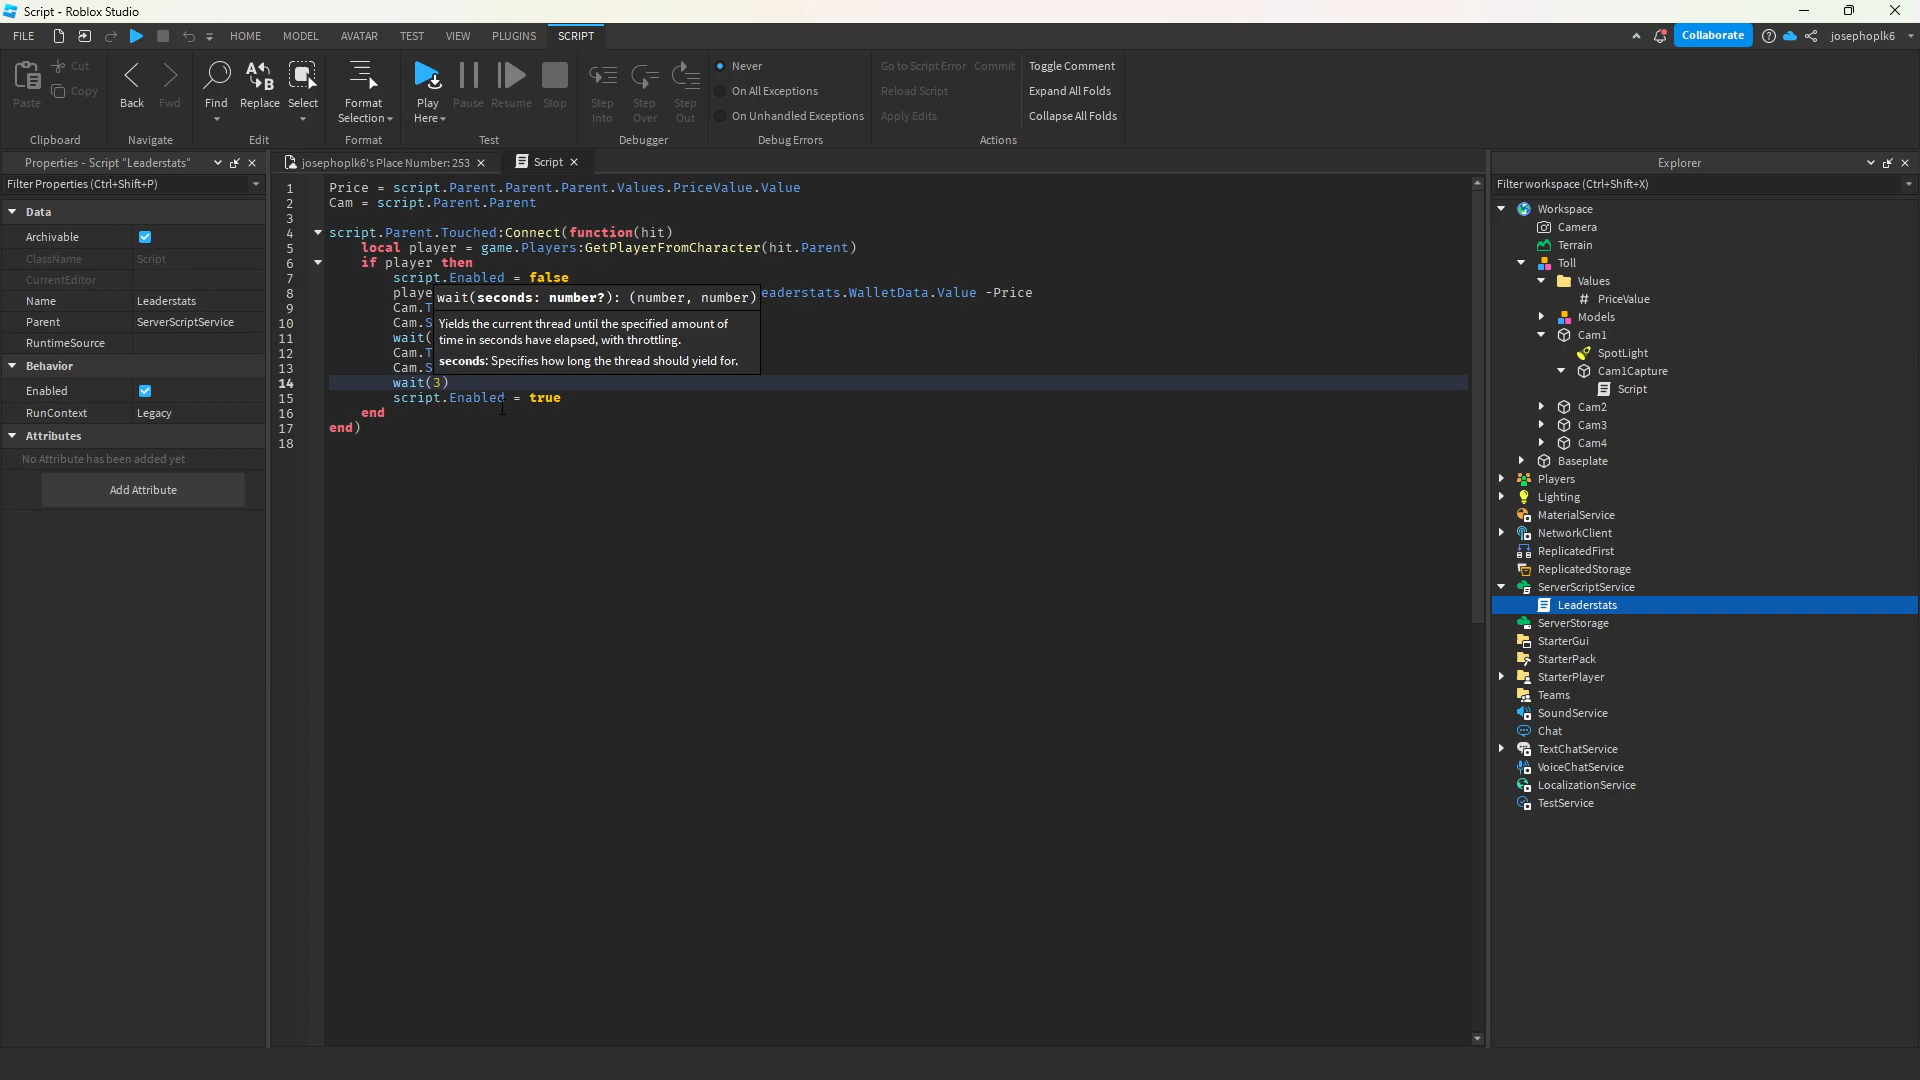 Script - Roblox Studio
FILE
HOME MODEL AVATAR TEST VIEW PLUGINS SCRIPT
Collaborate
josephoplk6
Paste
Cut
Copy
Clipboard
Back
Fwd
Navigate
Find
Replace
Select
Edit
Format
Selection
Format
Play
Here
Pause
Resume
Stop
Test
Step
Into
Step
Over
Step
Out
Debugger
Never
On All Exceptions
On Unhandled Exceptions
Debug Errors
Go to Script Error Commit
Reload Script
Apply Edits
Toggle Comment
Expand All Folds
Collapse All Folds
Actions
Properties - Script "Leaderstats"
Filter Properties (Ctrl+Shift+P)
Data
Archivable
ClassName Script
CurrentEditor
Name Leaderstats
Parent ServerScriptService
RuntimeSource
Behavior
Enabled
RunContext Legacy
Attributes
No Attribute has been added yet
Add Attribute
josephoplk6's Place Number: 253
Script
1 Price = script.Parent.Parent.Parent.Values.PriceValue.Value
2 Cam = script.Parent.Parent
3
4 script.Parent.Touched:Connect(function(hit)
5 local player = game.Players:GetPlayerFromCharacter(hit.Parent)
6 if player then
7 script.Enabled = false
8 playe eaderstats.WalletData.Value -Price
9 Cam.T
10 Cam.S
11 wait(
12 Cam.T
13 Cam.S
14 wait(3)
15 script.Enabled = true
16 end
17 end)
18
wait(seconds: number?): (number, number)
Yields the current thread until the specified amount of
time in seconds have elapsed, with throttling.
seconds: Specifies how long the thread should yield for.
Explorer
Filter workspace (Ctrl+Shift+X)
Workspace
Camera
Terrain
Toll
Values
PriceValue
Models
Cam1
SpotLight
Cam1Capture
Script
Cam2
Cam3
Cam4
Baseplate
Players
Lighting
MaterialService
NetworkClient
ReplicatedFirst
ReplicatedStorage
ServerScriptService
Leaderstats
ServerStorage
StarterGui
StarterPack
StarterPlayer
Teams
SoundService
Chat
TextChatService
VoiceChatService
LocalizationService
TestService